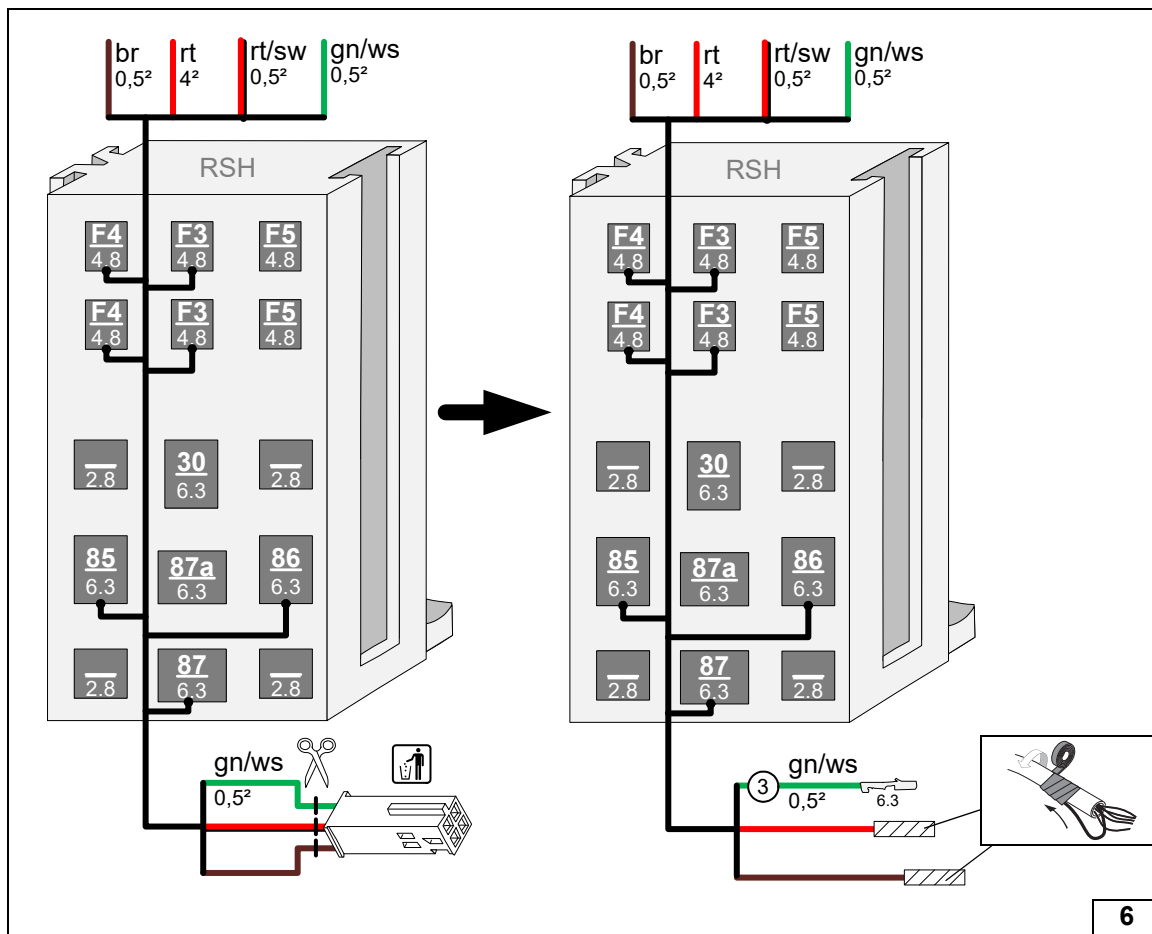 br rt rt/sw gn/ws
0,5² 4² 0,5² 0,5²
RSH
F4 F3 F5
4.8 4.8 4.8
F4 F3 F5
4.8 4.8 4.8
30
2.8 6.3 2.8
85 87a 86
6.3 6.3 6.3
87
2.8 6.3 2.8
gn/ws
0,5²
br rt rt/sw gn/ws
0,5² 4² 0,5² 0,5²
RSH
F4 F3 F5
4.8 4.8 4.8
F4 F3 F5
4.8 4.8 4.8
30
2.8 6.3 2.8
85 87a 86
6.3 6.3 6.3
87
2.8 6.3 2.8
3 gn/ws
0,5² 6.3
6